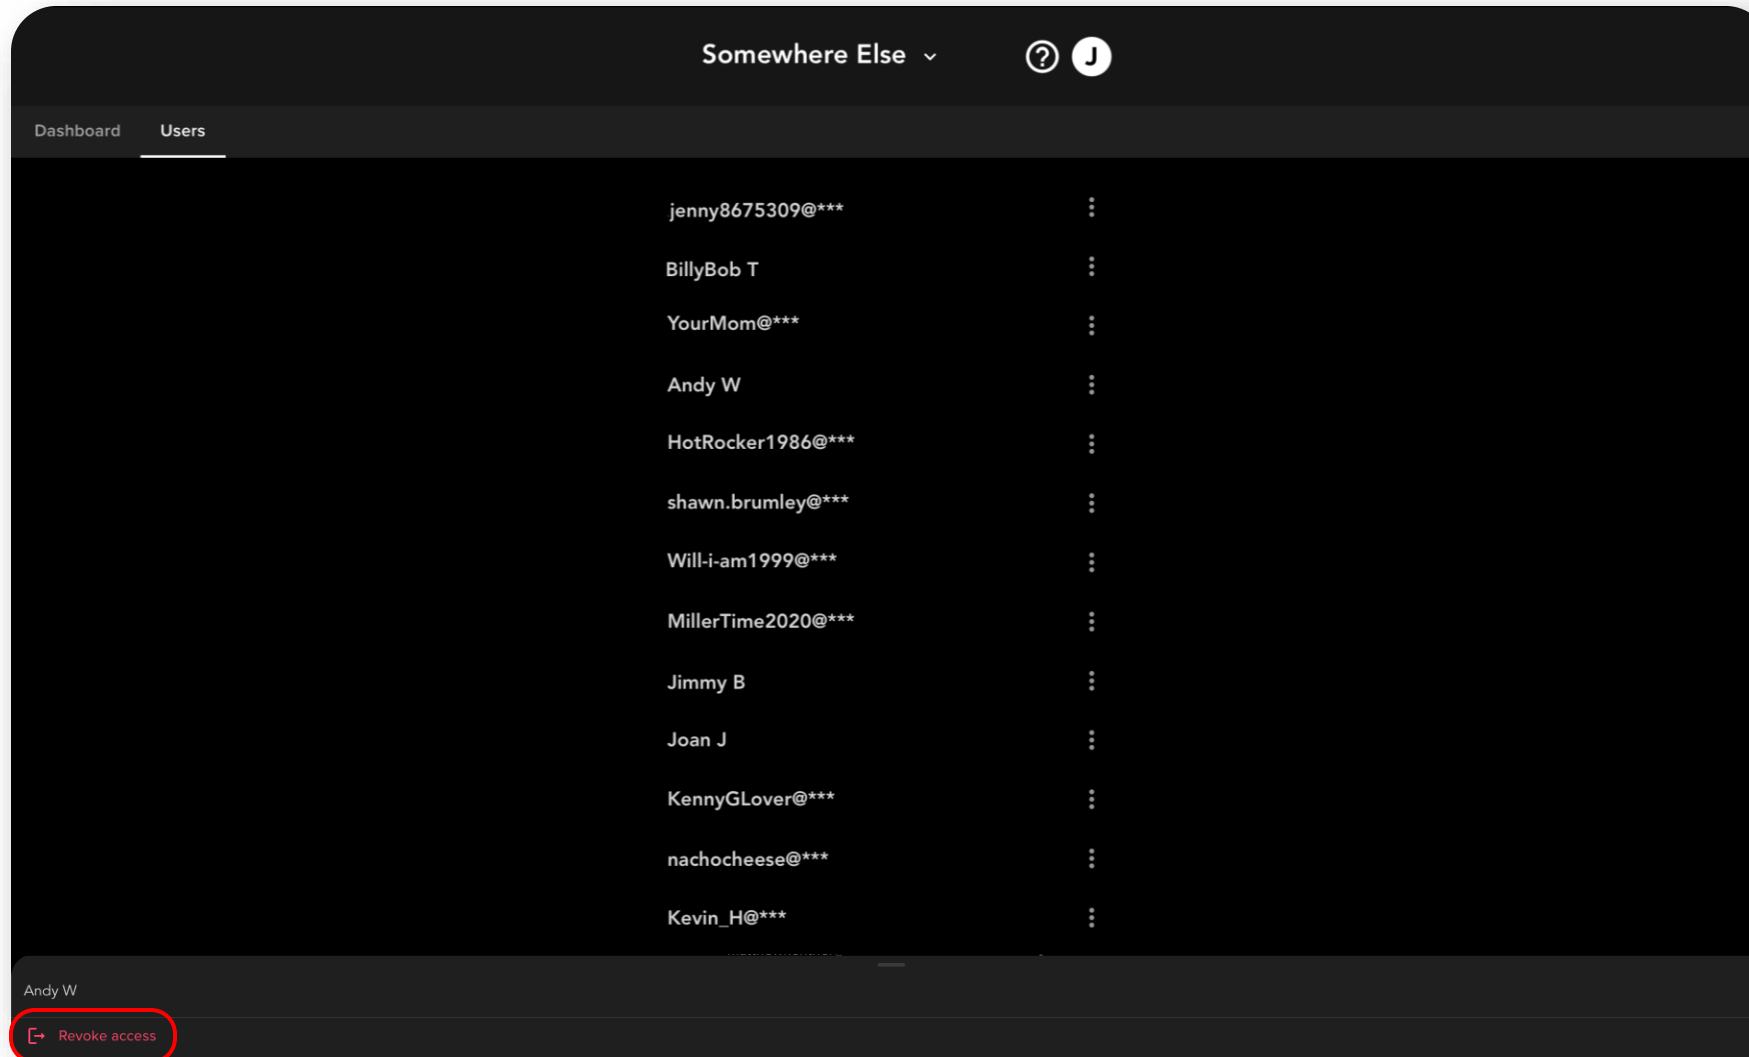 Somewhere Else
J
Dashboard Users
jenny8675309@***
BillyBob T
YourMom@***
Andy W
HotRocker1986@***
shawn.brumley@***
Will-i-am1999@***
MillerTime2020@***
Jimmy B
Joan J
KennyGLover@***
nachocheese@***
Kevin_H@***
Andy W
Revoke access